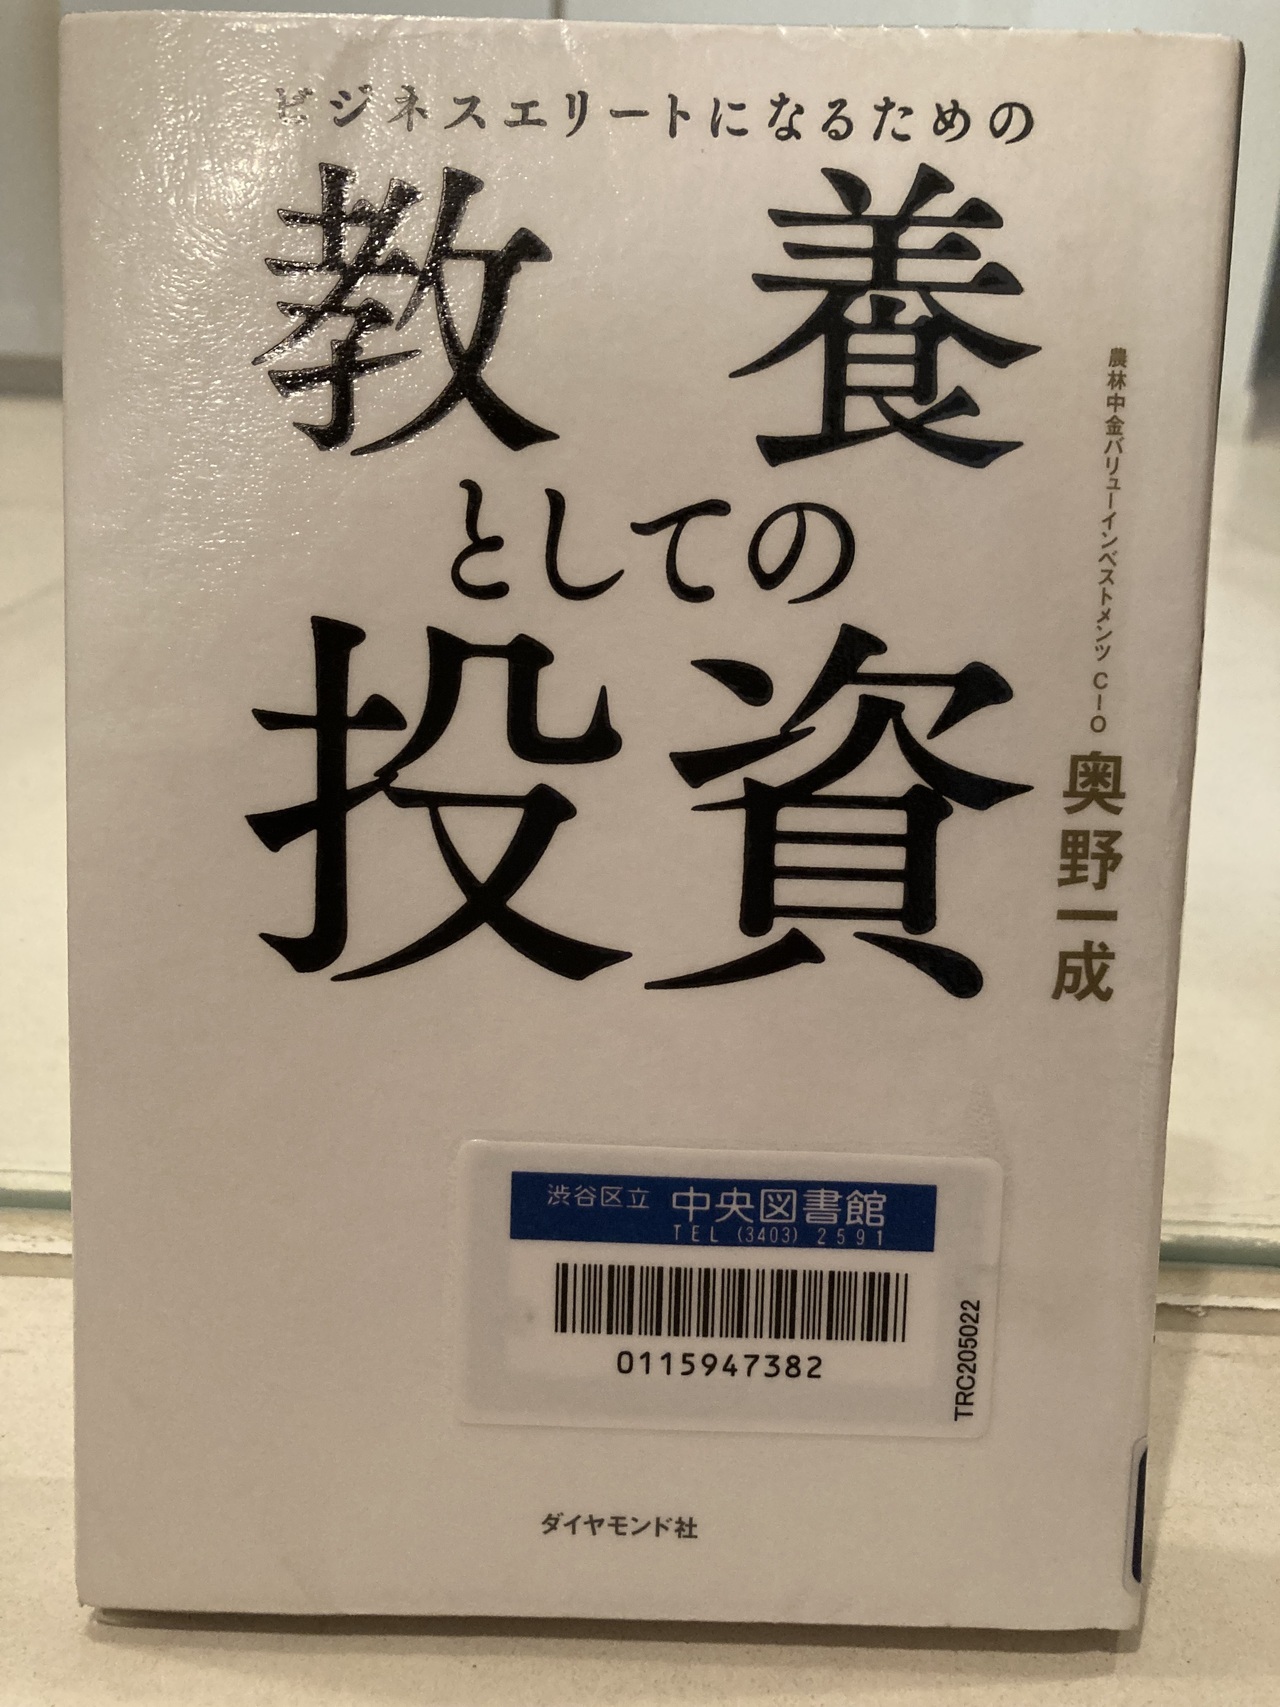 ビジネスエリートになるための
教養
としての
投資
農林中金バリューインベストメンツ CIO
奥野一成
渋谷区立 中央図書館
TEL (3403) 2591
0115947382
TRC205022
ダイヤモンド社